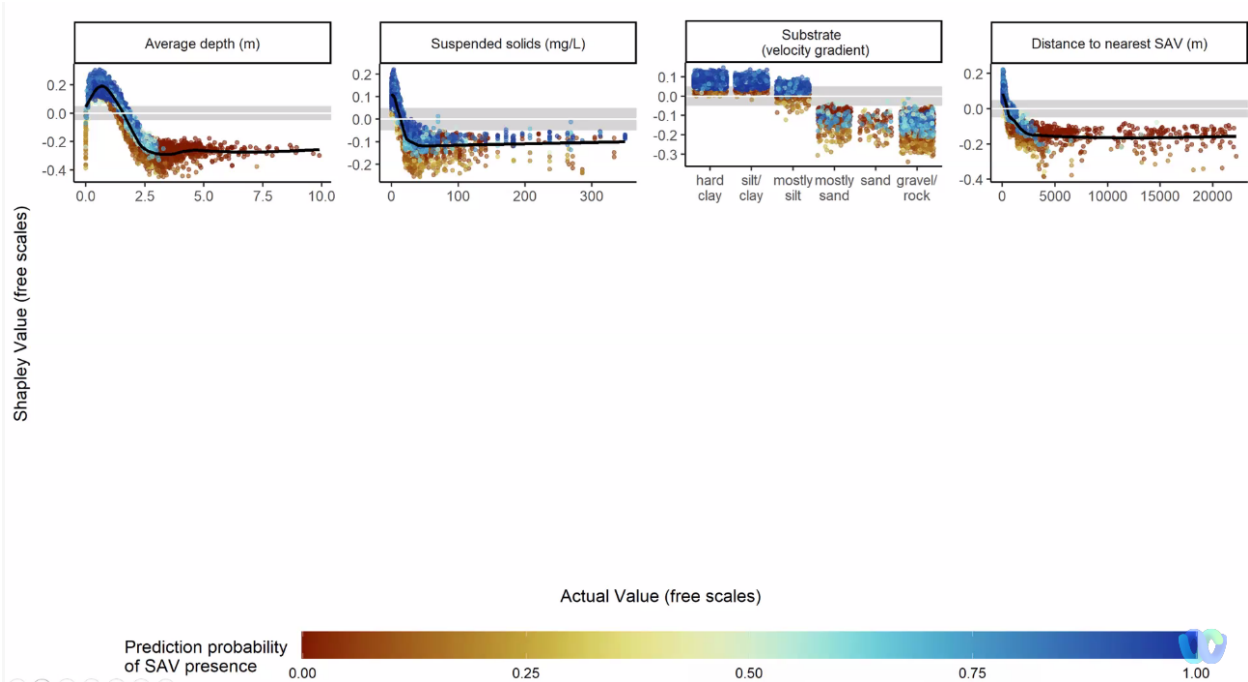 Average depth (m)
Suspended solids (mg/L)
Substrate
(velocity gradient)
Distance to nearest SAV (m)
0.2
0.0
-0.2
-0.4
0.0 2.5 5.0 7.5 10.0
0.2
0.1
0.0
-0.1
-0.2
0 100 200 300
0.1
0.0
-0.1
-0.2
-0.3
hard clay
silt/ clay
mostly silt
mostly sand
sand
gravel/ rock
0.2
0.0
-0.2
-0.4
0 5000 10000 15000 20000
Shapley Value (free scales)
Actual Value (free scales)
Prediction probability
of SAV presence
0.00 0.25 0.50 0.75 1.00